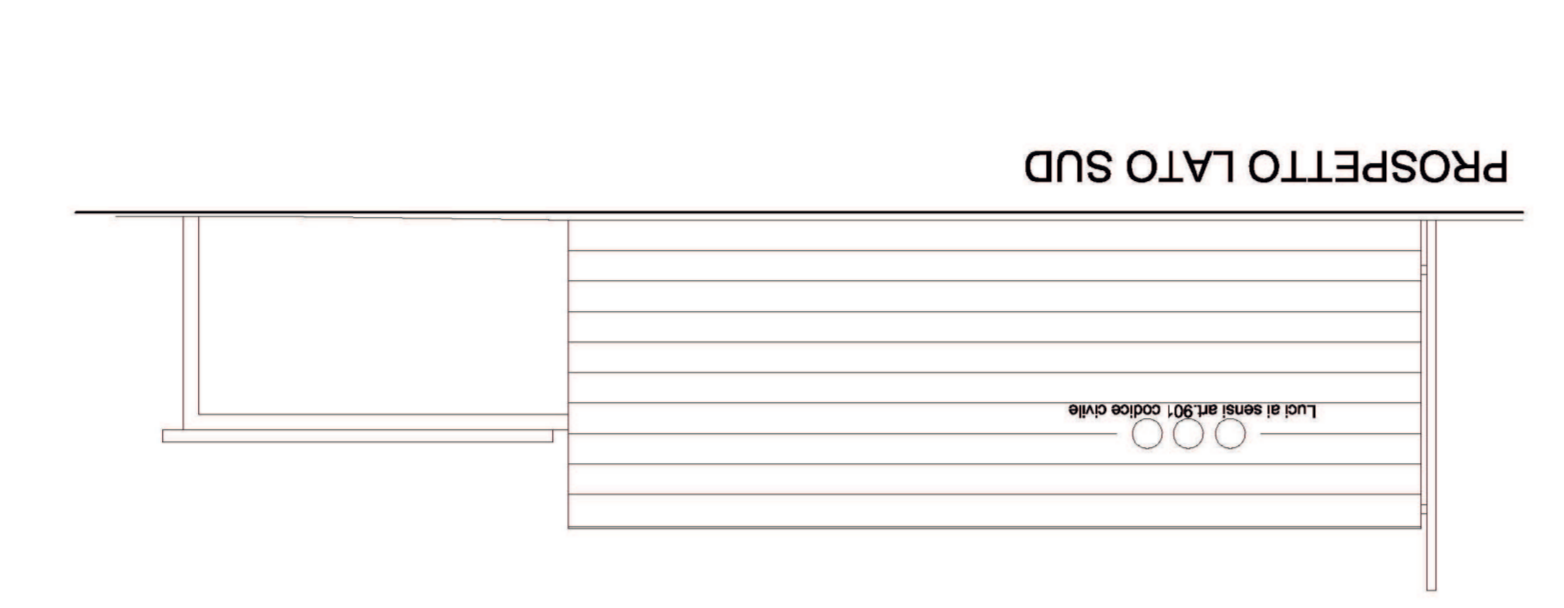 Luci ai sensi art.901 codice civile
PROSPETTO LATO SUD